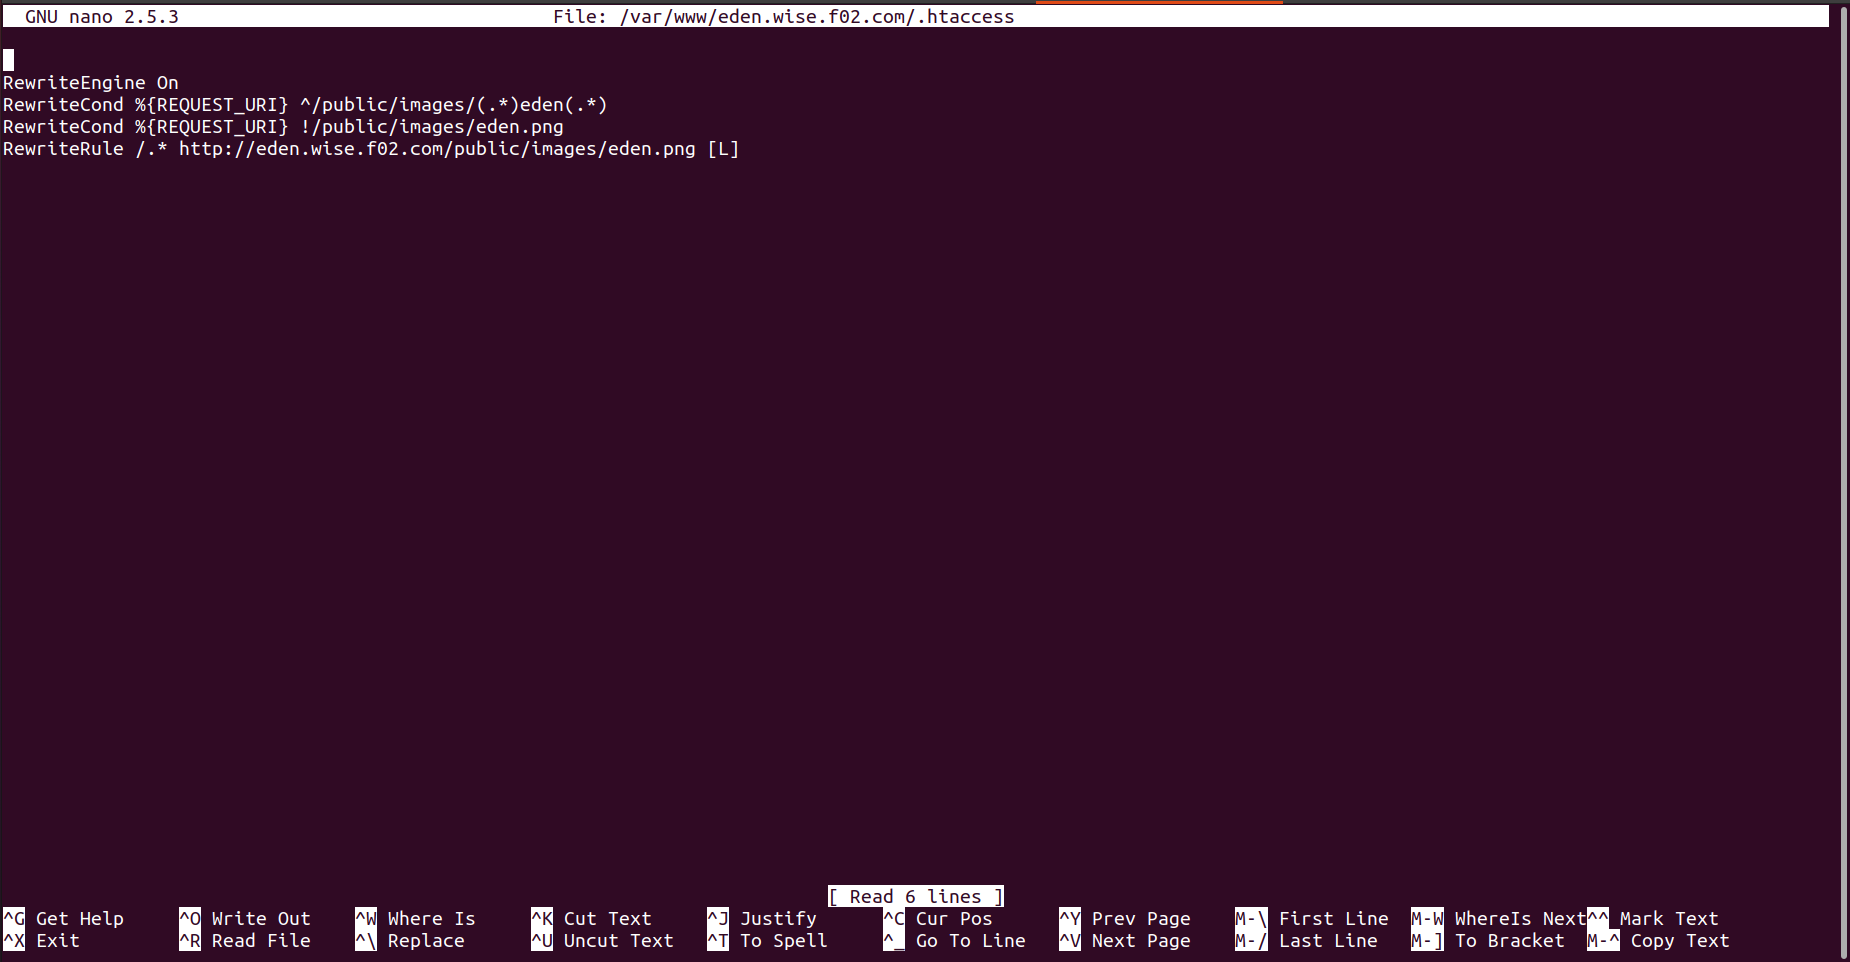 GNU nano 2.5.3 File: /var/www/eden.wise.f02.com/.htaccess
RewriteEngine On
RewriteCond %{REQUEST_URI} ^/public/images/(.*)eden(.*)
RewriteCond %{REQUEST_URI} !/public/images/eden.png
RewriteRule /.* http://eden.wise.f02.com/public/images/eden.png [L]
[ Read 6 lines ]
^G Get Help ^O Write Out ^W Where Is ^K Cut Text ^J Justify ^C Cur Pos ^Y Prev Page M-\ First Line M-W WhereIs Next ^^ Mark Text
^X Exit ^R Read File ^\ Replace ^U Uncut Text ^T To Spell ^_ Go To Line ^V Next Page M-/ Last Line M-] To Bracket M-^ Copy Text